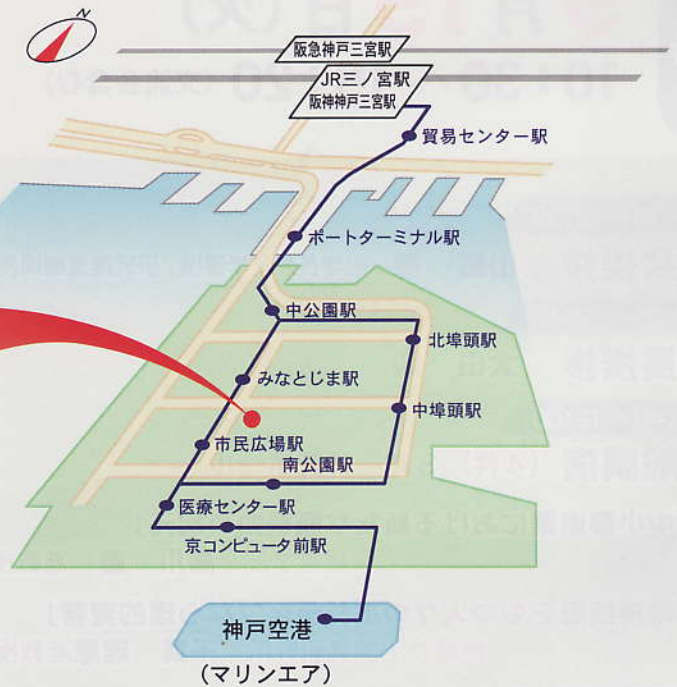 N
阪急神戸三宮駅
JR三ノ宮駅
阪神神戸三宮駅
貿易センター駅
ポートターミナル駅
中公園駅
北埠頭駅
みなとじま駅
中埠頭駅
市民広場駅
南公園駅
医療センター駅
京コンピュータ前駅
神戸空港
(マリンエア)